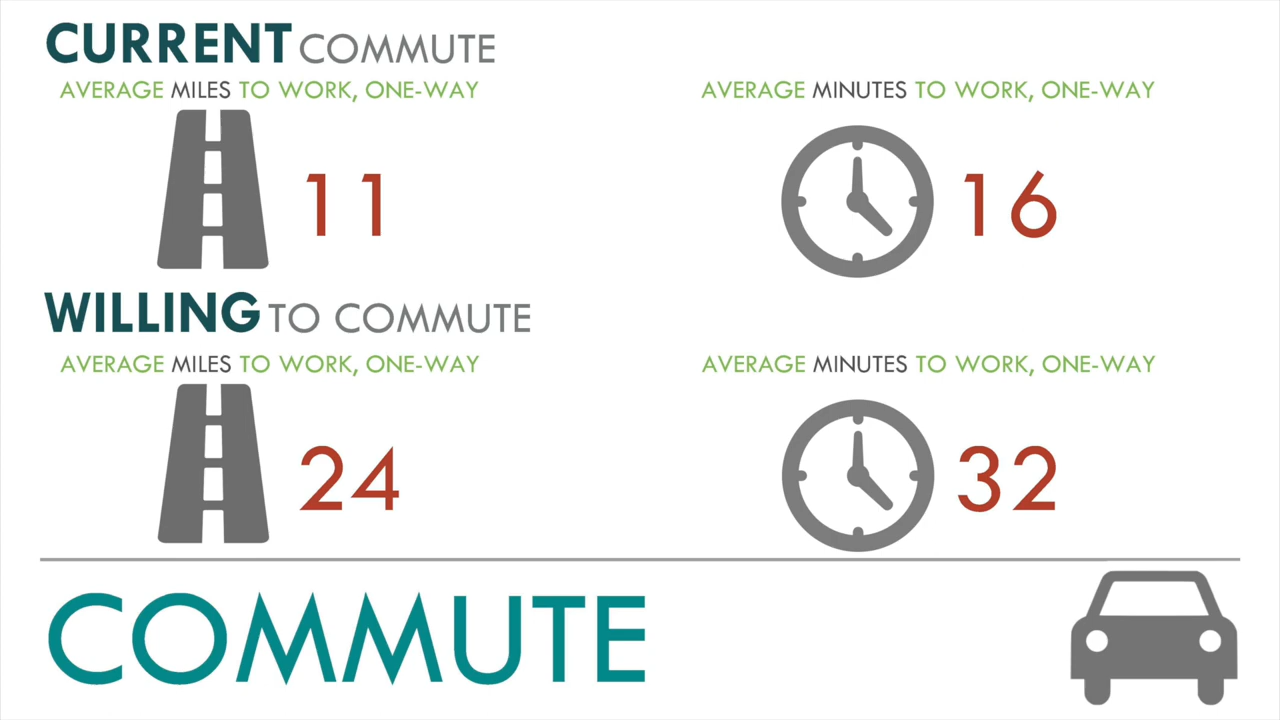 CURRENT COMMUTE
AVERAGE MILES TO WORK, ONE-WAY
11
AVERAGE MINUTES TO WORK, ONE-WAY
16
WILLING TO COMMUTE
AVERAGE MILES TO WORK, ONE-WAY
24
AVERAGE MINUTES TO WORK, ONE-WAY
32
COMMUTE